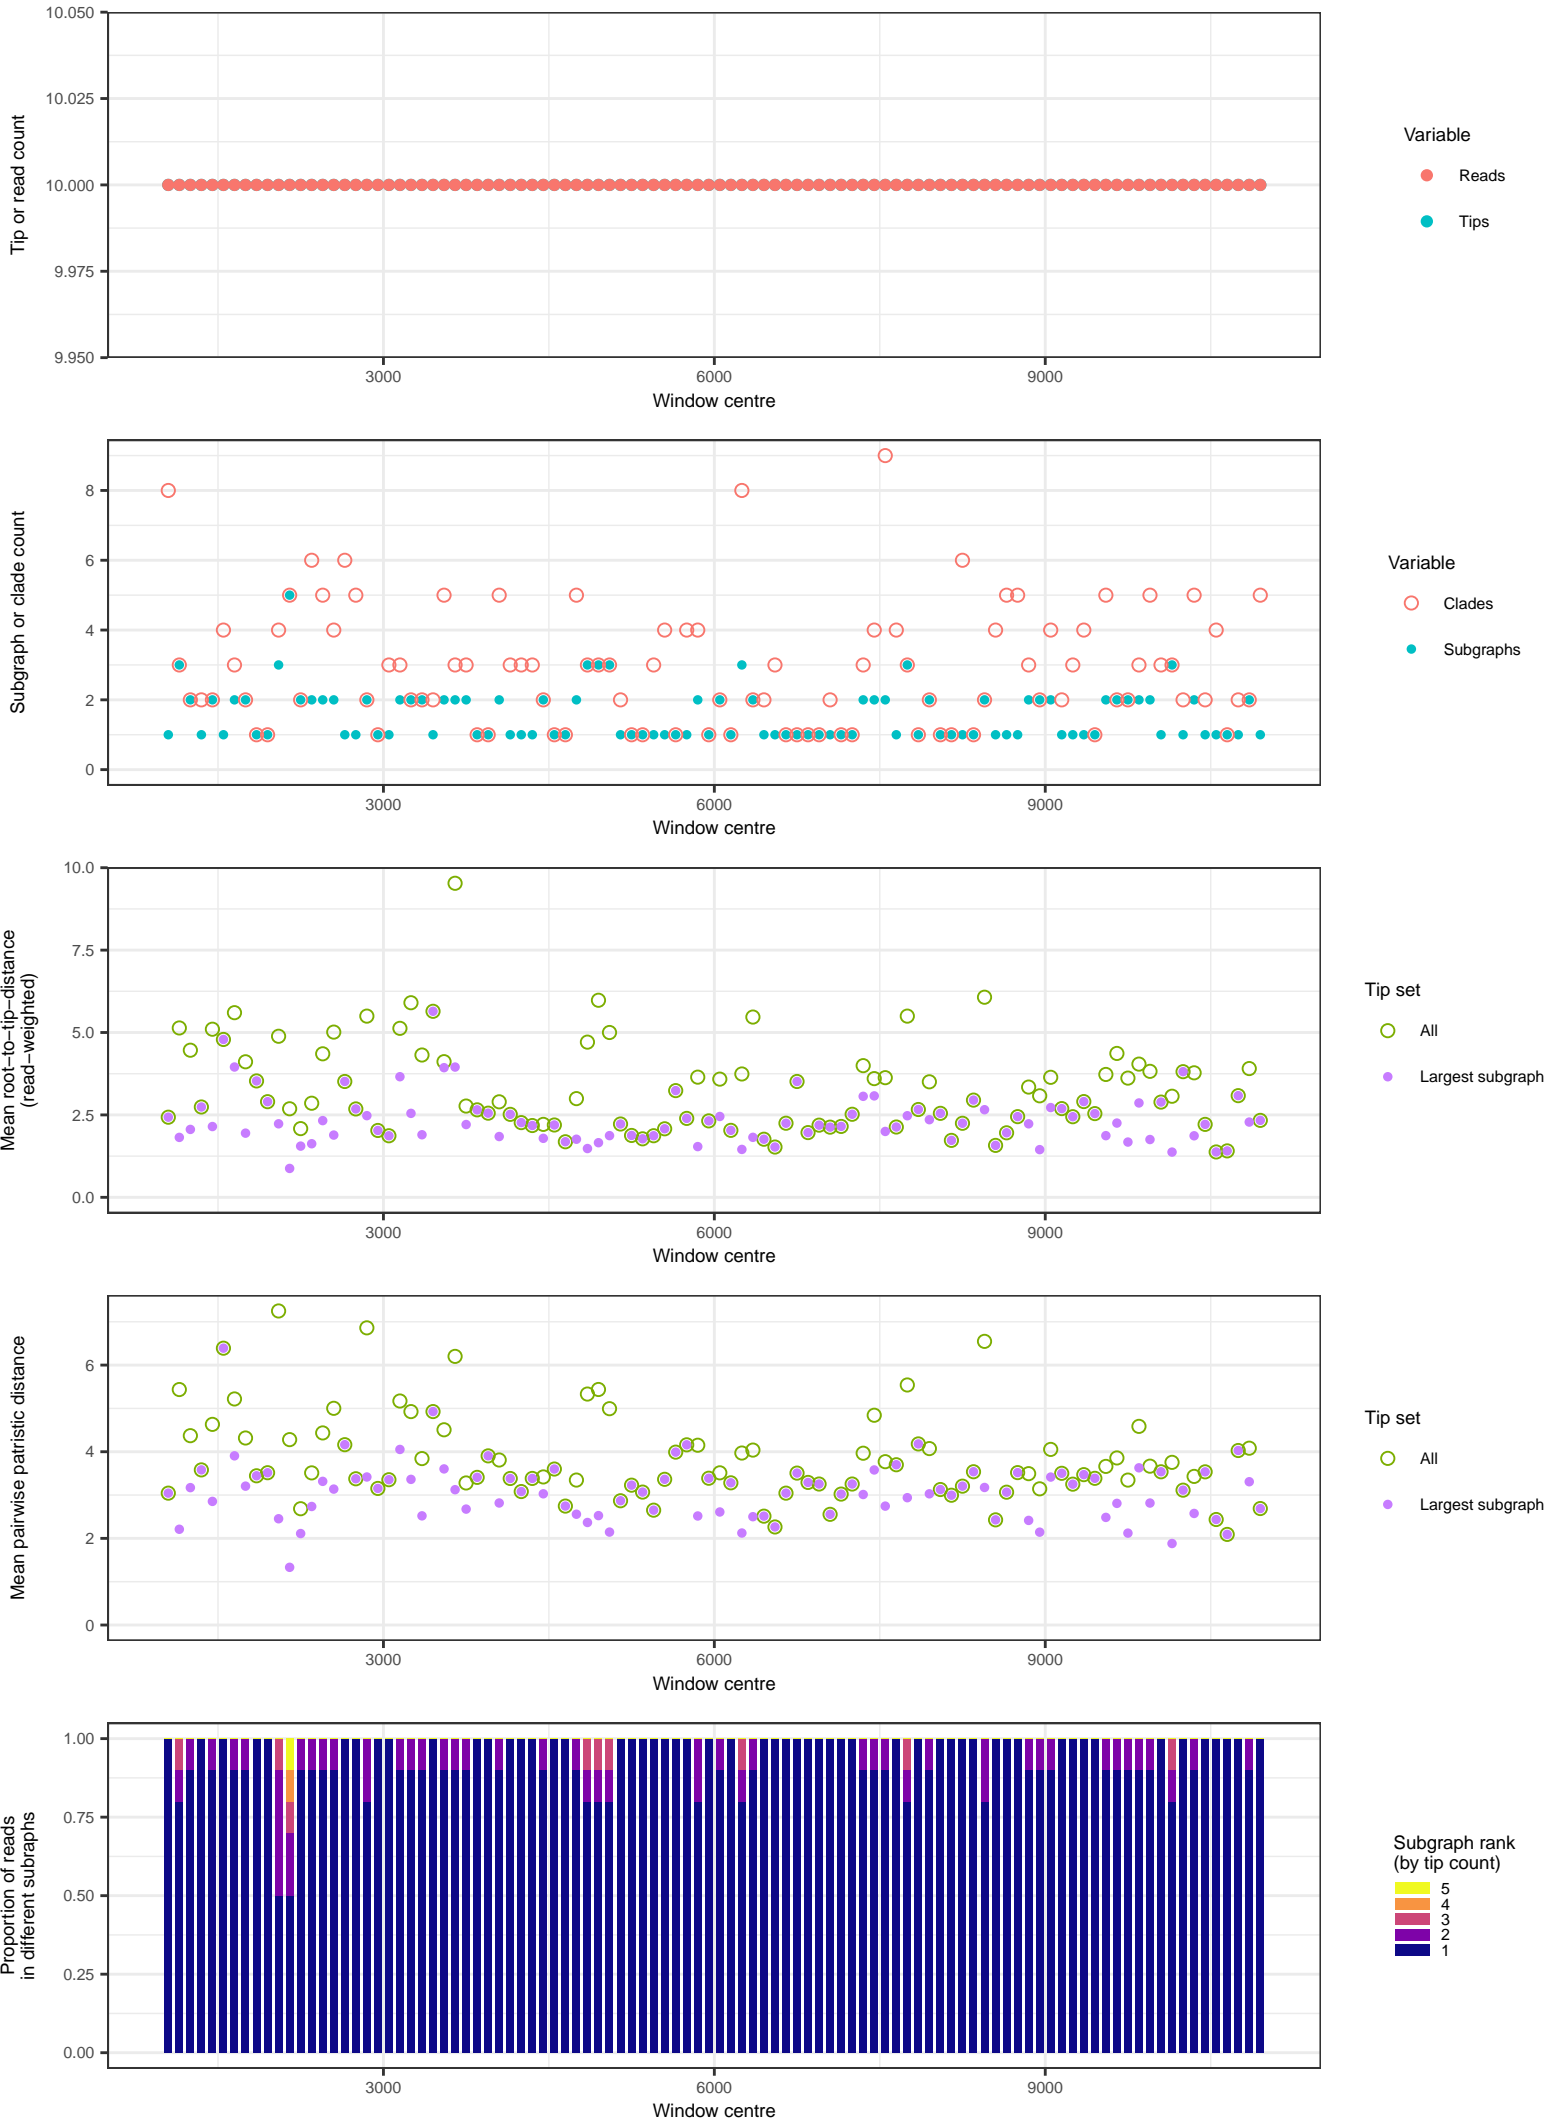 10.050
10.025
10.000
9.975
9.950
Tip or read count
3000 6000 9000
Window centre
Variable
Reads
Tips
8
6
4
2
0
Subgraph or clade count
3000 6000 9000
Window centre
Variable
Clades
Subgraphs
10.0
7.5
5.0
2.5
0.0
Mean root−to−tip−distance
(read−weighted)
3000 6000 9000
Window centre
Tip set
All
Largest subgraph
6
4
2
0
Mean pairwise patristic distance
3000 6000 9000
Window centre
Tip set
All
Largest subgraph
1.00
0.75
0.50
0.25
0.00
Proportion of reads
in different subraphs
3000 6000 9000
Window centre
Subgraph rank
(by tip count)
5
4
3
2
1